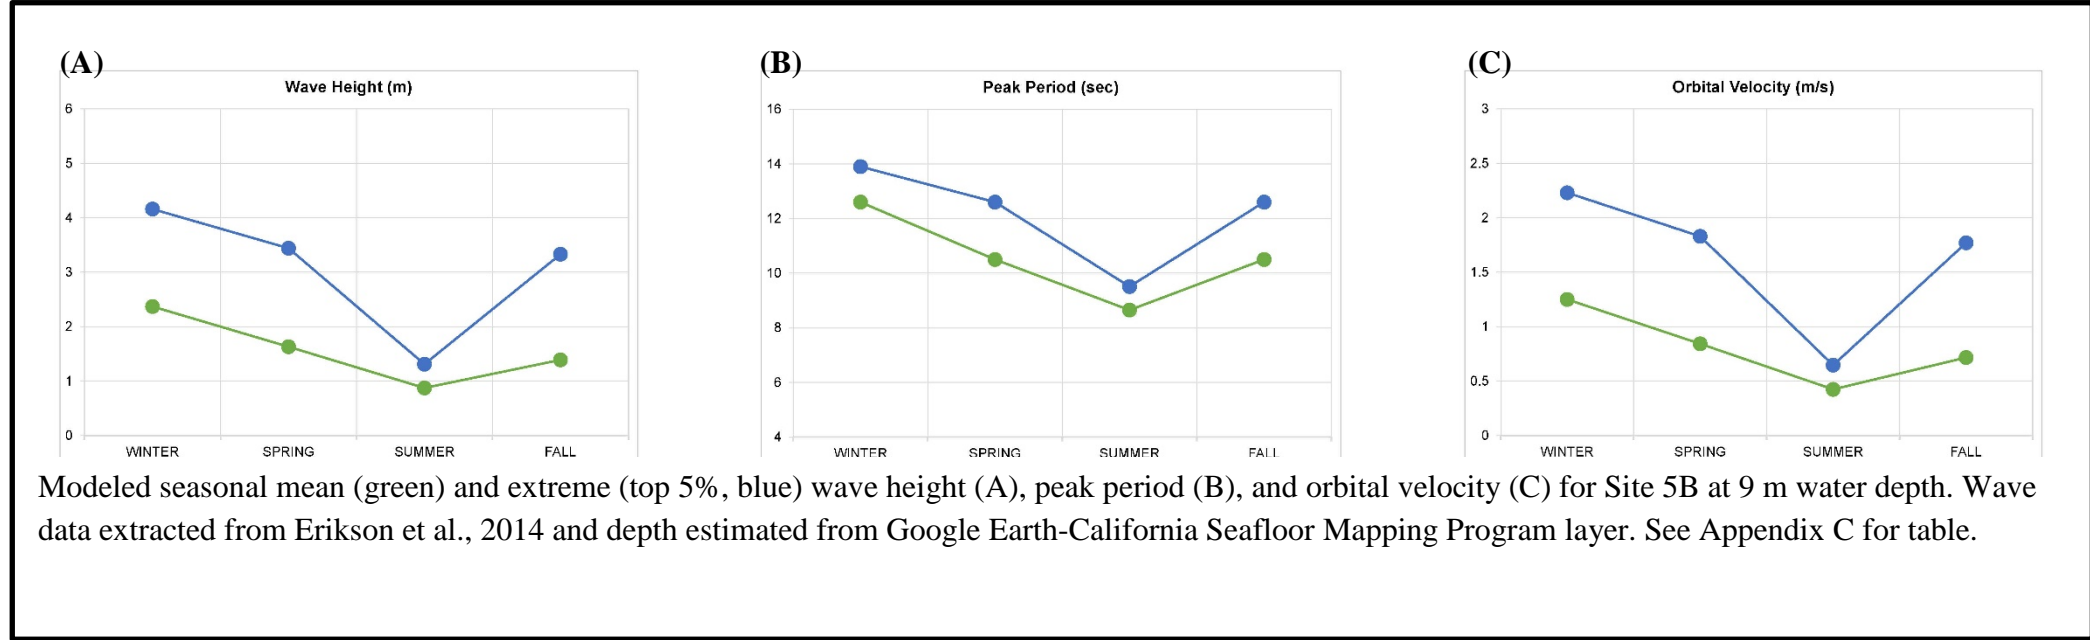 (A)
Wave Height (m)
6
5
4
3
2
1
0
WINTER SPRING SUMMER FALL
(B)
Peak Period (sec)
16
14
12
10
8
6
4
WINTER SPRING SUMMER FALL
(C)
Orbital Velocity (m/s)
3
2.5
2
1.5
1
0.5
0
WINTER SPRING SUMMER FALL
Modeled seasonal mean (green) and extreme (top 5%, blue) wave height (A), peak period (B), and orbital velocity (C) for Site 5B at 9 m water depth. Wave
data extracted from Erikson et al., 2014 and depth estimated from Google Earth-California Seafloor Mapping Program layer. See Appendix C for table.